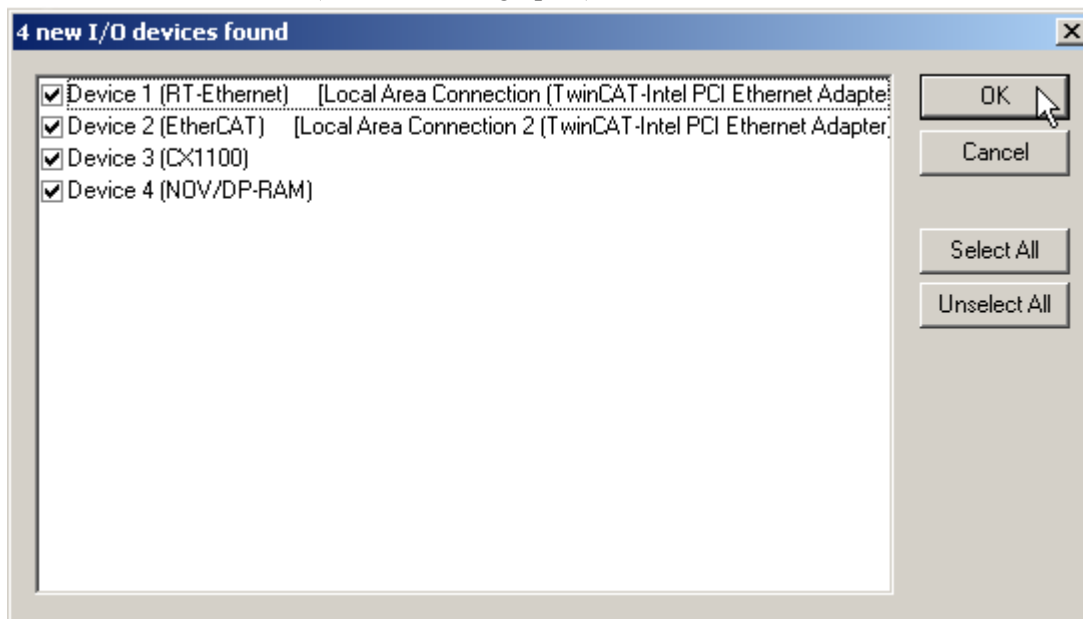 4 new I/O devices found
Device 1 (RT-Ethernet) [Local Area Connection (TwinCAT-Intel PCI Ethernet Adapte
Device 2 (EtherCAT) [Local Area Connection 2 (TwinCAT-Intel PCI Ethernet Adapter)
Device 3 (CX1100)
Device 4 (NOV/DP-RAM)
OK
Cancel
Select All
Unselect All